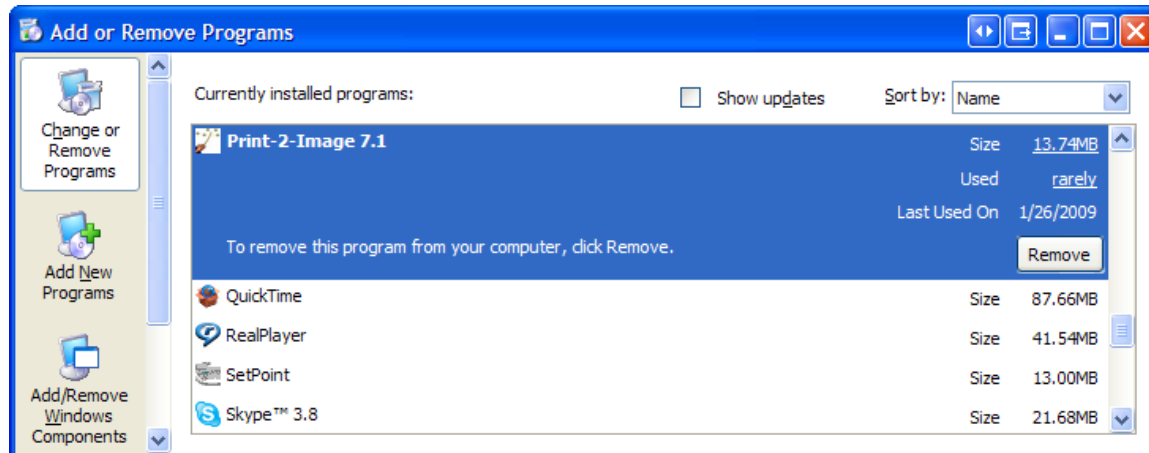 Add or Remove Programs
Change or
Remove
Programs
Add New
Programs
Add/Remove
Windows
Components
Currently installed programs:
Show updates
Sort by: Name
Print-2-Image 7.1
Size 13.74MB
Used rarely
Last Used On 1/26/2009
To remove this program from your computer, click Remove.
Remove
QuickTime Size 87.66MB
RealPlayer Size 41.54MB
SetPoint Size 13.00MB
Skype™ 3.8 Size 21.68MB